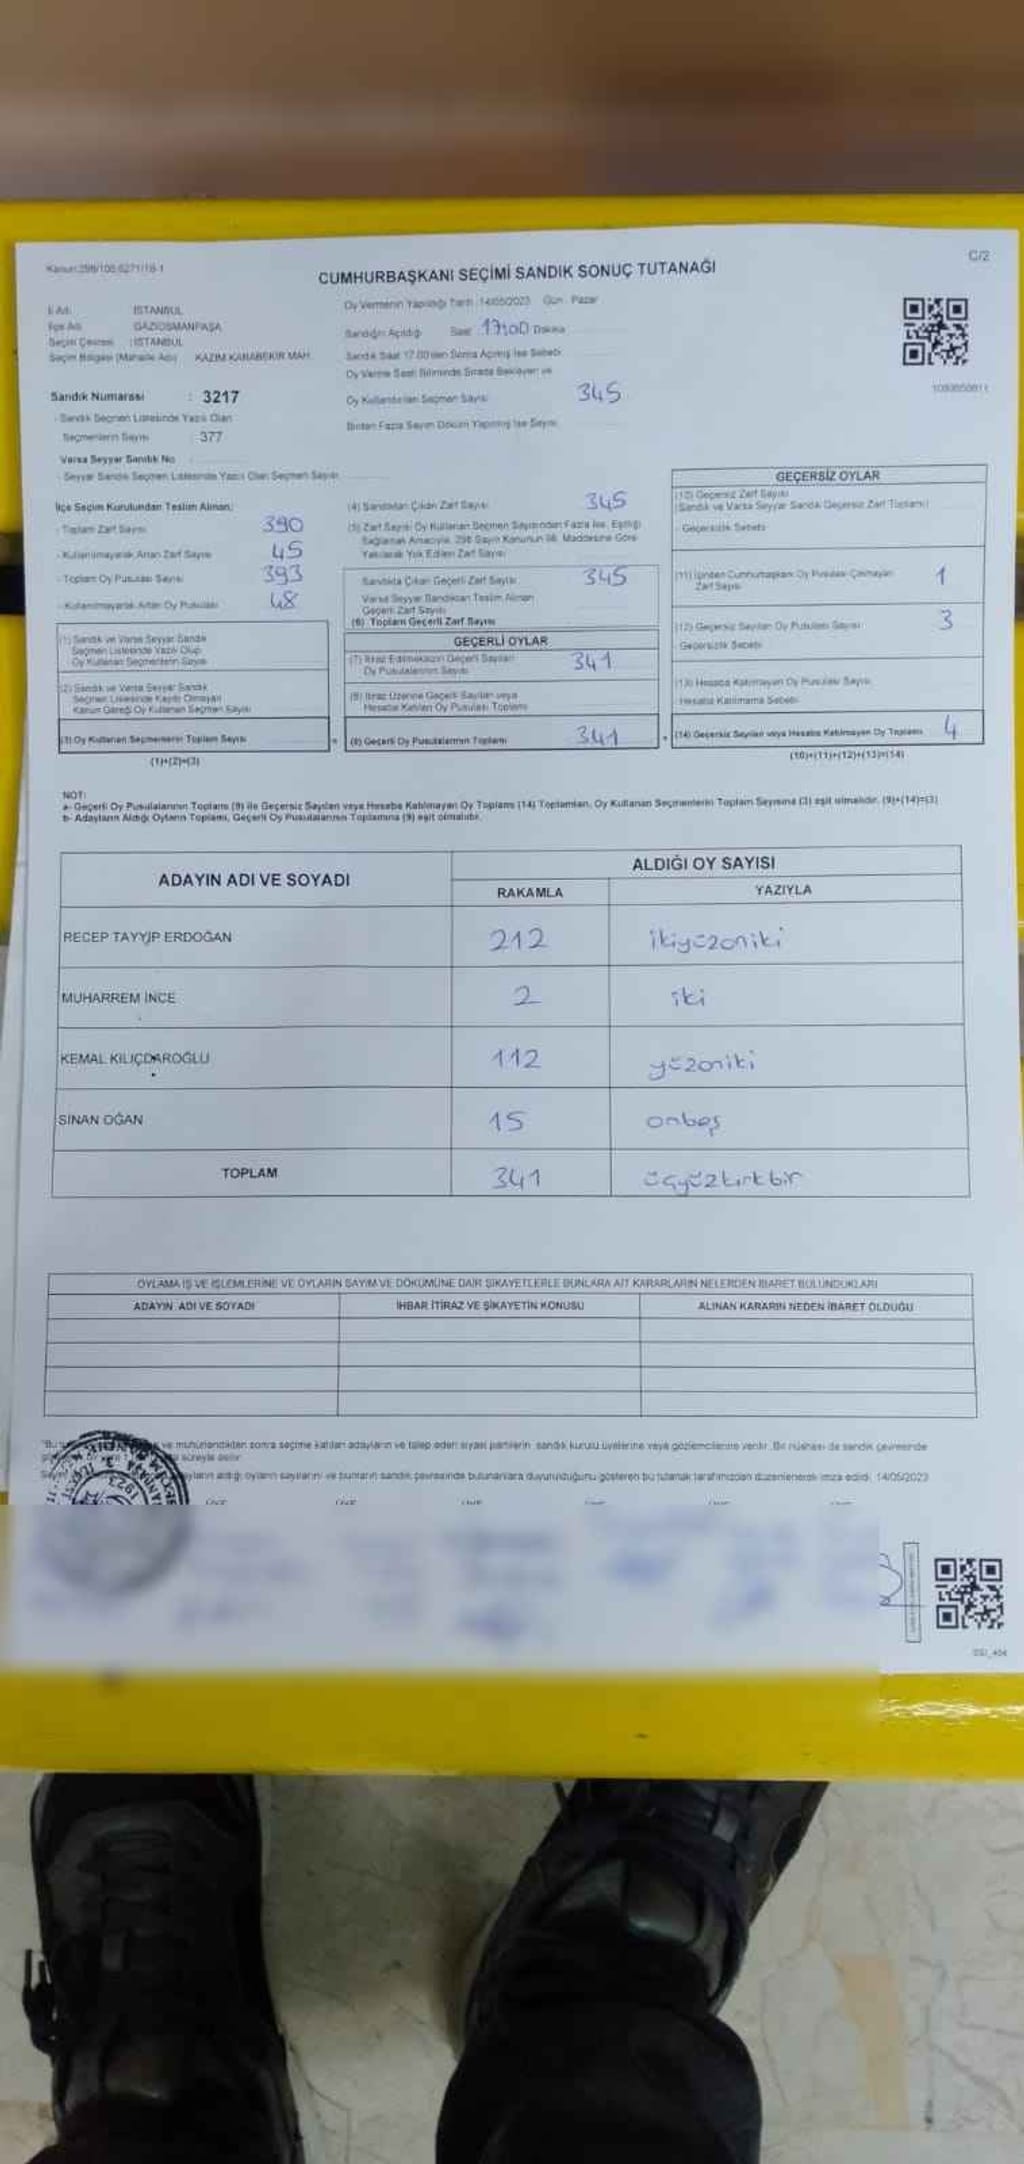 Kanun:298/105;6271/18-1
C/2
CUMHURBAŞKANI SEÇİMİ SANDIK SONUÇ TUTANAĞI
İl Adı : İSTANBUL
İlçe Adı : GAZİOSMANPAŞA
Seçim Çevresi : İSTANBUL
Seçim Bölgesi (Mahalle Adı) : KAZIM KARABEKİR MAH.
Oy Vermenin Yapıldığı Tarih : 14/05/2023 Gün : Pazar
Sandığın Açıldığı Saat : 17:00 Dakika
Sandık Saat 17.00'den Sonra Açılmış İse Sebebi
Oy Verme Saati Bitiminde Sırada Bekleyen ve
Oy Kullandırılan Seçmen Sayısı 345
Birden Fazla Sayım Döküm Yapılmış İse Sayısı
Sandık Numarası : 3217
- Sandık Seçmen Listesinde Yazılı Olan
Seçmenlerin Sayısı : 377
Varsa Seyyar Sandık No
- Seyyar Sandık Seçmen Listesinde Yazılı Olan Seçmen Sayısı
İlçe Seçim Kurulundan Teslim Alınan;
- Toplam Zarf Sayısı 390
- Kullanılmayarak Artan Zarf Sayısı 45
- Toplam Oy Pusulası Sayısı 393
- Kullanılmayarak Artan Oy Pusulası 48
(1) Sandık ve Varsa Seyyar Sandık
Seçmen Listesinde Yazılı Olup
Oy Kullanan Seçmenlerin Sayısı
(2) Sandık ve Varsa Seyyar Sandık
Seçmen Listesinde Kayıtlı Olmayan
Kanun Gereği Oy Kullanan Seçmen Sayısı
(3) Oy Kullanan Seçmenlerin Toplam Sayısı
(1)+(2)=(3)
(4) Sandıktan Çıkan Zarf Sayısı 345
(5) Zarf Sayısı Oy Kullanan Seçmen Sayısından Fazla İse, Eşitliği
Sağlamak Amacıyla, 298 Sayılı Kanunun 98. Maddesine Göre
Yakılarak Yok Edilen Zarf Sayısı
Sandıkta Çıkan Geçerli Zarf Sayısı 345
Varsa Seyyar Sandıktan Teslim Alınan
Geçerli Zarf Sayısı
(6) Toplam Geçerli Zarf Sayısı
GEÇERLİ OYLAR
(7) İtiraz Edilmeksizin Geçerli Sayılan
Oy Pusulalarının Sayısı 341
(8) İtiraz Üzerine Geçerli Sayılan veya
Hesaba Katılan Oy Pusulası Toplamı
(9) Geçerli Oy Pusulalarının Toplamı 341
GEÇERSİZ OYLAR
(10) Geçersiz Zarf Sayısı
(Sandık ve Varsa Seyyar Sandık Geçersiz Zarf Toplamı)
Geçersizlik Sebebi
(11) İçinden Cumhurbaşkanı Oy Pusulası Çıkmayan
Zarf Sayısı 1
(12) Geçersiz Sayılan Oy Pusulası Sayısı 3
Geçersizlik Sebebi
(13) Hesaba Katılmayan Oy Pusulası Sayısı
Hesaba Katılmama Sebebi
(14) Geçersiz Sayılan veya Hesaba Katılmayan Oy Toplamı 4
(10)+(11)+(12)+(13)=(14)
NOT:
a- Geçerli Oy Pusulalarının Toplamı (9) ile Geçersiz Sayılan veya Hesaba Katılmayan Oy Toplamı (14) Toplamları, Oy Kullanan Seçmenlerin Toplam Sayısına (3) eşit olmalıdır. (9)+(14)=(3)
b- Adayların Aldığı Oyların Toplamı, Geçerli Oy Pusulalarının Toplamına (9) eşit olmalıdır.
ADAYIN ADI VE SOYADI
ALDIĞI OY SAYISI
RAKAMLA YAZIYLA
RECEP TAYYİP ERDOĞAN 212 ikiyüzoniki
MUHARREM İNCE 2 iki
KEMAL KILIÇDAROĞLU 112 yüzoniki
SİNAN OĞAN 15 onbeş
TOPLAM 341 üçyüzkırkbir
OYLAMA İŞ VE İŞLEMLERİNE VE OYLARIN SAYIM VE DÖKÜMÜNE DAİR ŞİKAYETLERLE BUNLARA AİT KARARLARIN NELERDEN İBARET BULUNDUKLARI
ADAYIN ADI VE SOYADI İHBAR İTİRAZ VE ŞİKAYETİN KONUSU ALINAN KARARIN NEDEN İBARET OLDUĞU
ve mühürlendikten sonra seçime katılan adayların ve talep eden siyasi partilerin sandık kurulu üyelerine veya gözlemcilerine verilir. Bir nüshası de sandık çevresinde
süreyle asılır.
aldığı oyların sayılarını ve bunların sandık çevresinde bulunanlara duyurulduğunu gösteren bu tutanak tarafımızdan düzenlenerek imza edildi. 14/05/2023
1923